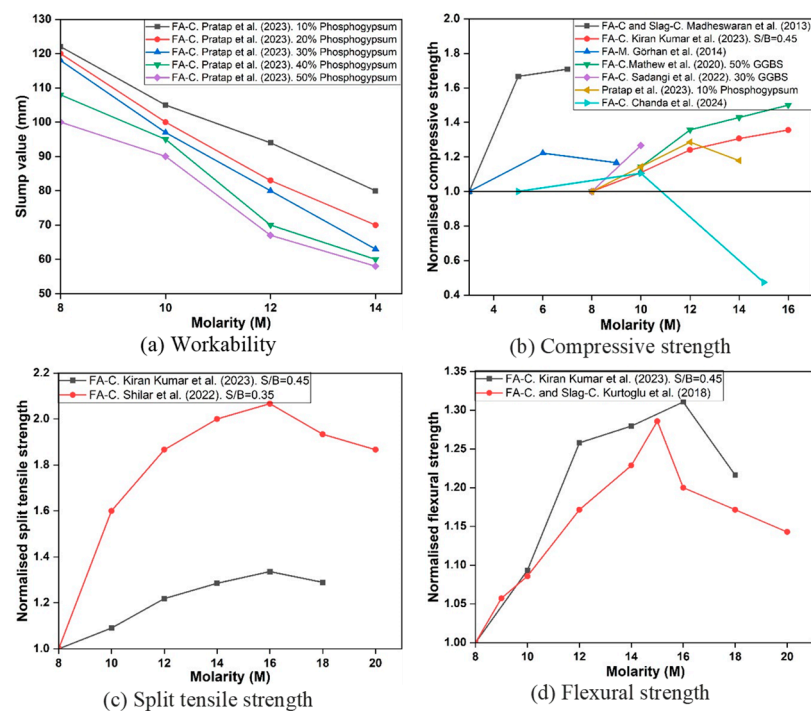 FA-C. Pratap et al. (2023). 10% Phosphogypsum
FA-C. Pratap et al. (2023). 20% Phosphogypsum
FA-C. Pratap et al. (2023). 30% Phosphogypsum
FA-C. Pratap et al. (2023). 40% Phosphogypsum
FA-C. Pratap et al. (2023). 50% Phosphogypsum
130
120
110
100
90
80
70
60
50
Slump value (mm)
8
10
12
14
Molarity (M)
(a) Workability
FA-C and Slag-C. Madheswaran et al. (2013)
FA-C. Kiran Kumar et al. (2023). S/B=0.45
FA-M. Görhan et al. (2014)
FA-C.Mathew et al. (2020). 50% GGBS
FA-C. Sadangi et al. (2022). 30% GGBS
Pratap et al. (2023). 10% Phosphogypsum
FA-C. Chanda et al. (2024)
2.0
1.8
1.6
1.4
1.2
1.0
0.8
0.6
0.4
Normalised compressive strength
4
6
8
10
12
14
16
Molarity (M)
(b) Compressive strength
FA-C. Kiran Kumar et al. (2023). S/B=0.45
FA-C. Shilar et al. (2022). S/B=0.35
2.2
2.0
1.8
1.6
1.4
1.2
1.0
Normalised split tensile strength
8
10
12
14
16
18
20
Molarity (M)
(c) Split tensile strength
FA-C. Kiran Kumar et al. (2023). S/B=0.45
FA-C. and Slag-C. Kurtoglu et al. (2018)
1.35
1.30
1.25
1.20
1.15
1.10
1.05
1.00
Normalised flexural strength
8
10
12
14
16
18
20
Molarity (M)
(d) Flexural strength